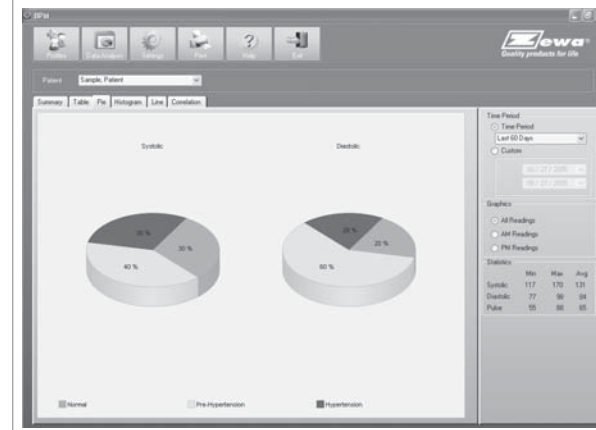 BPM
Profiles Data Analysis Settings Print Help Exit
Zewa
Quality products for life
Patient Sample, Patient
Summary Table Pie Histogram Line Correlation
Systolic Diastolic
30 %
30 %
40 %
20 %
20 %
60 %
Normal Pre-Hypertension Hypertension
Time Period
Time Period
Last 60 Days
Custom
Graphics
All Readings
AM Readings
PM Readings
Statistics
Min Max Avg
Systolic 117 170 131
Diastolic 77 98 84
Pulse 55 88 65